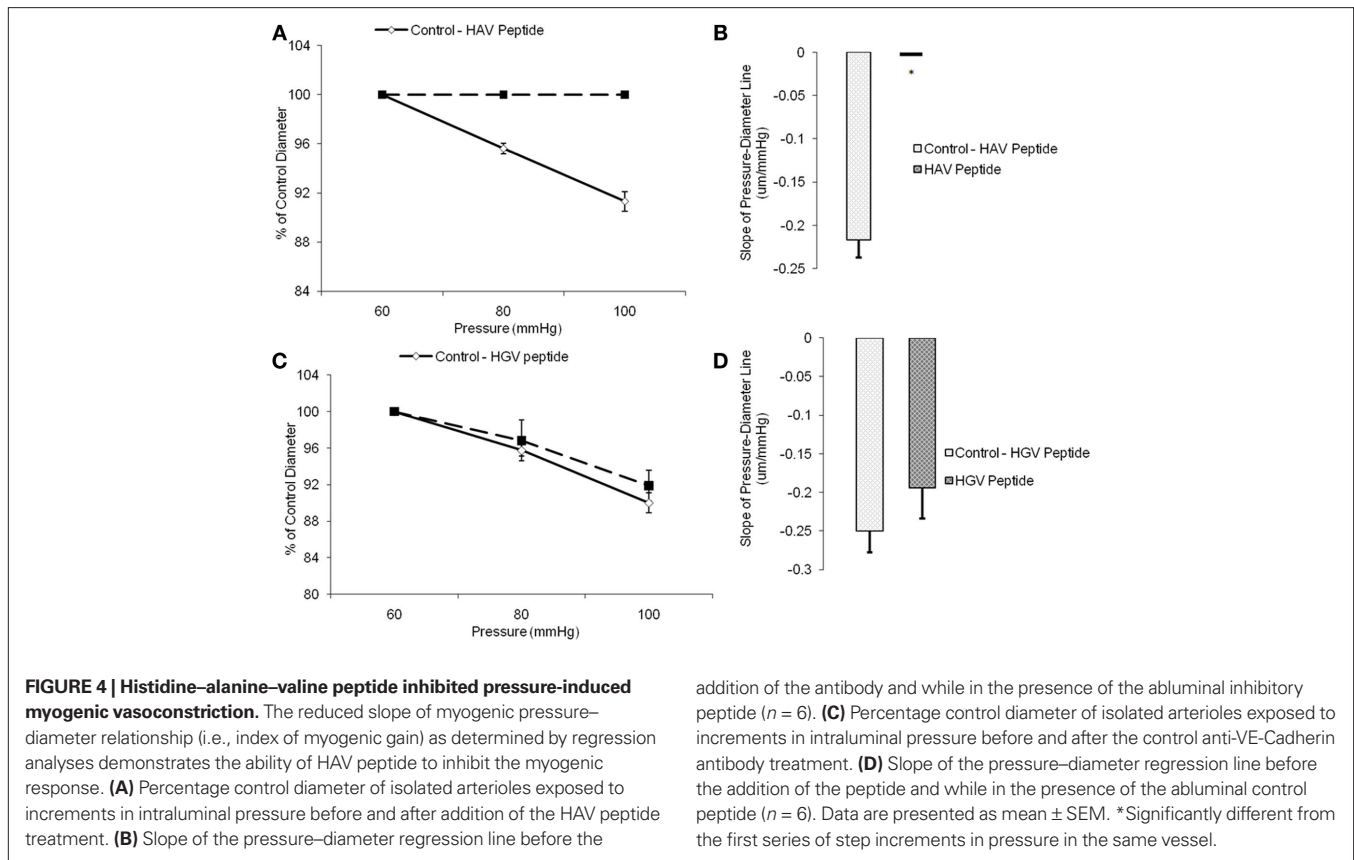 A
Control - HAV Peptide
104
100
96
92
88
84
% of Control Diameter
60
80
100
Pressure (mmHg)
B
0
-0.05
-0.1
-0.15
-0.2
-0.25
Slope of Pressure-Diameter Line
(um/mmHg)
*
Control - HAV Peptide
HAV Peptide
C
Control - HGV peptide
104
100
96
92
88
84
80
% of Control Diameter
60
80
100
Pressure (mmHg)
D
0
-0.05
-0.1
-0.15
-0.2
-0.25
-0.3
Slope of Pressure-Diameter Line
(um/mmHg)
Control - HGV Peptide
HGV Peptide
FIGURE 4 | Histidine–alanine–valine peptide inhibited pressure-induced
myogenic vasoconstriction. The reduced slope of myogenic pressure–
diameter relationship (i.e., index of myogenic gain) as determined by regression
analyses demonstrates the ability of HAV peptide to inhibit the myogenic
response. (A) Percentage control diameter of isolated arterioles exposed to
increments in intraluminal pressure before and after addition of the HAV peptide
treatment. (B) Slope of the pressure–diameter regression line before the
addition of the antibody and while in the presence of the abluminal inhibitory
peptide (n = 6). (C) Percentage control diameter of isolated arterioles exposed to
increments in intraluminal pressure before and after the control anti-VE-Cadherin
antibody treatment. (D) Slope of the pressure–diameter regression line before
the addition of the peptide and while in the presence of the abluminal control
peptide (n = 6). Data are presented as mean ± SEM. *Significantly different from
the first series of step increments in pressure in the same vessel.